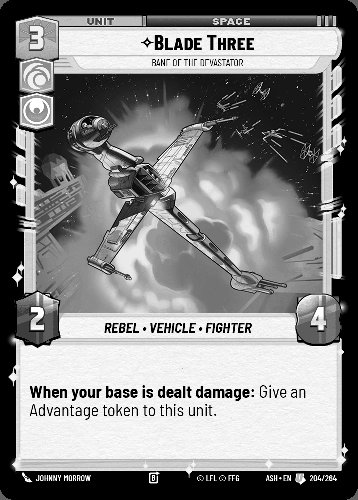 UNIT
SPACE
3
✧BLADE THREE
BANE OF THE DEVASTATOR
2
4
REBEL • VEHICLE • FIGHTER
When your base is dealt damage: Give an
Advantage token to this unit.
JOHNNY MORROW
© LFL © FFG
ASH • EN
204/264